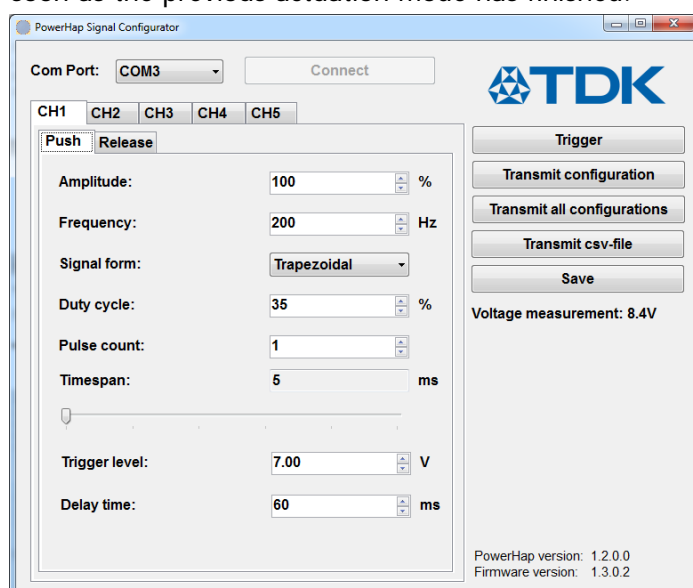 PowerHap Signal Configurator
Com Port: COM3 Connect
TDK
CH1 CH2 CH3 CH4 CH5
Push Release
Amplitude: 100 %
Frequency: 200 Hz
Signal form: Trapezoidal
Duty cycle: 35 %
Pulse count: 1
Timespan: 5 ms
Trigger level: 7.00 V
Delay time: 60 ms
Trigger
Transmit configuration
Transmit all configurations
Transmit csv-file
Save
Voltage measurement: 8.4V
PowerHap version: 1.2.0.0
Firmware version: 1.3.0.2